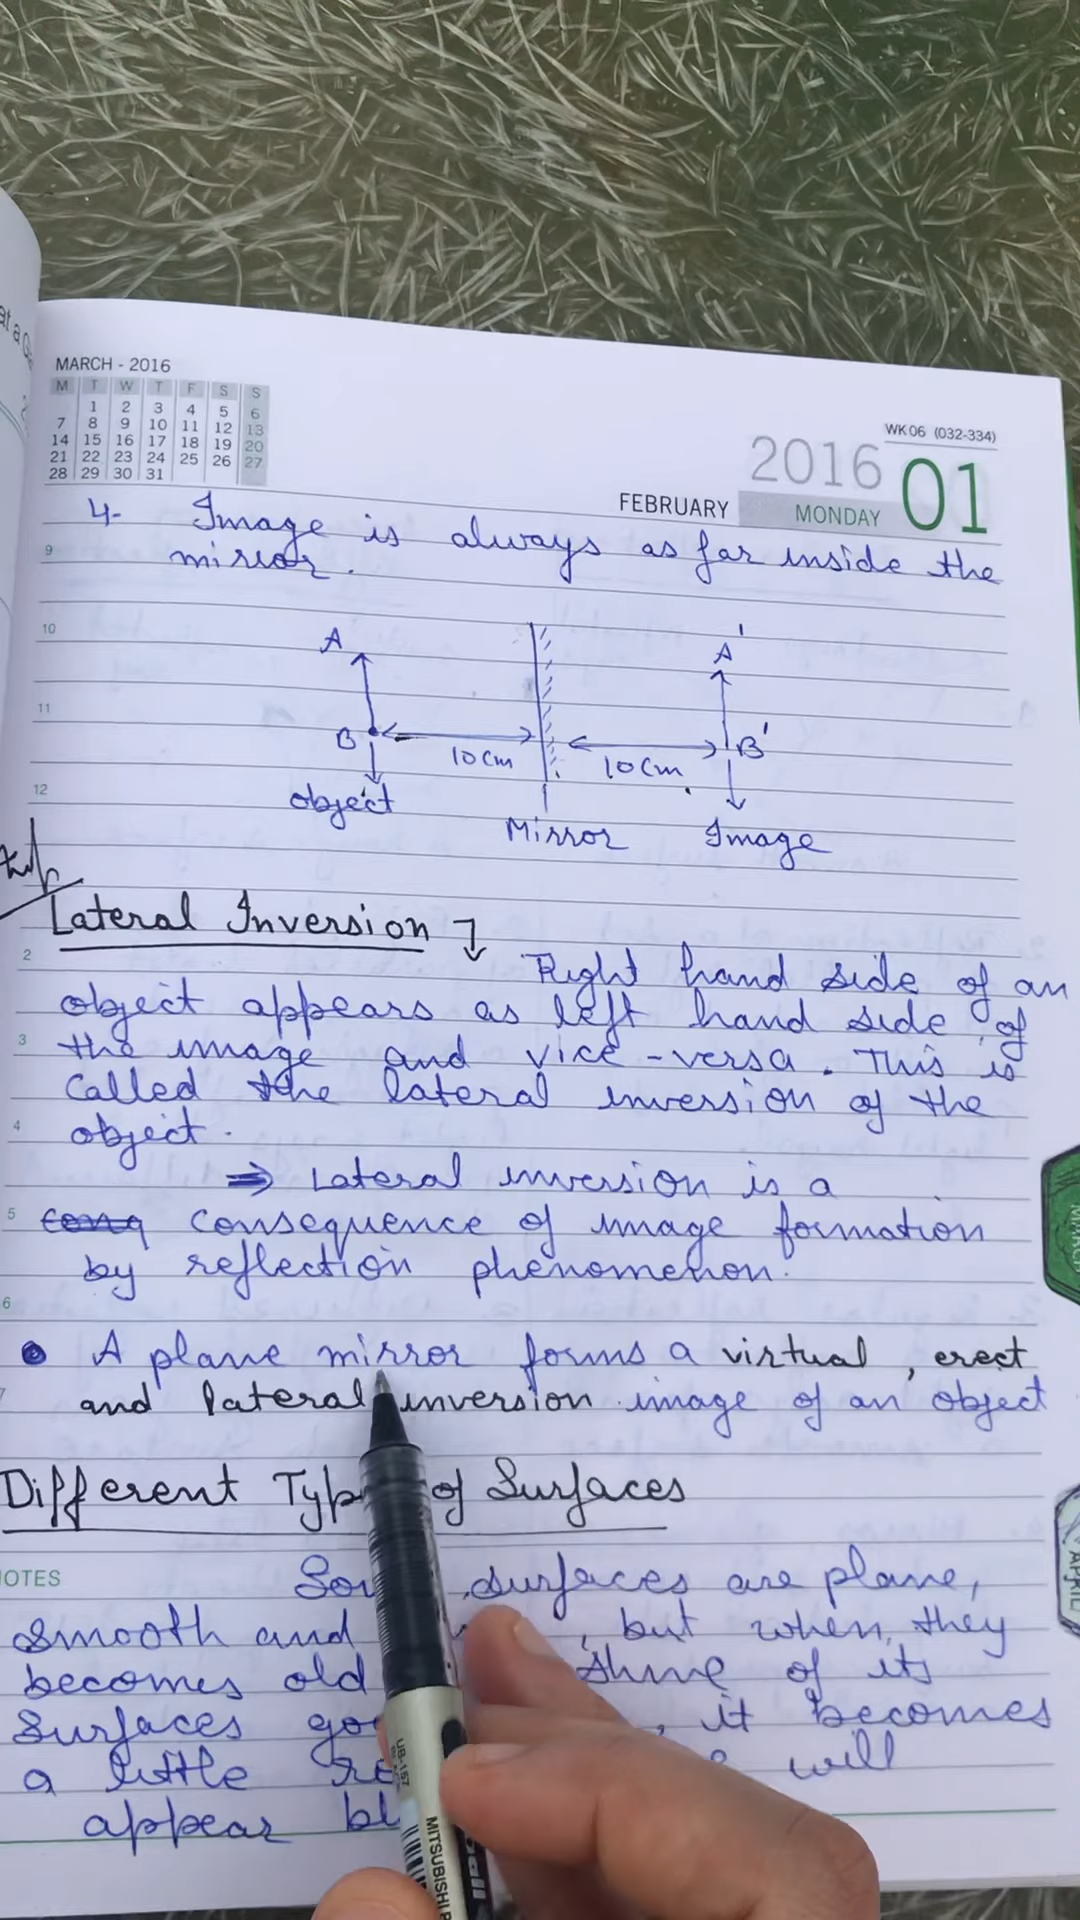 MARCH - 2016
M T W T F S S
1 2 3 4 5 6
7 8 9 10 11 12 13
14 15 16 17 18 19 20
21 22 23 24 25 26 27
28 29 30 31
WK 06 (032-334)
2016 01
FEBRUARY MONDAY
4- Image is always as far inside the
9 mirror.
10 A A'
11 B B'
10cm 10cm
12 object Mirror Image
Lateral Inversion
2 Right hand side of an
object appears as left hand side of
3 the image and vice-versa. This is
called the lateral inversion of the
4 object.
⇒ Lateral inversion is a
5 consequence of image formation
by reflection phenomenon.
6
• A plane mirror forms a virtual, erect
7 and lateral inversion image of an object
Different of Surfaces
OTES surfaces are plane,
smooth and , but when they
becomes old shine of its
surfaces , it becomes
a little will
appear
MARCH
APRIL
UB-157
MITSUBISHI